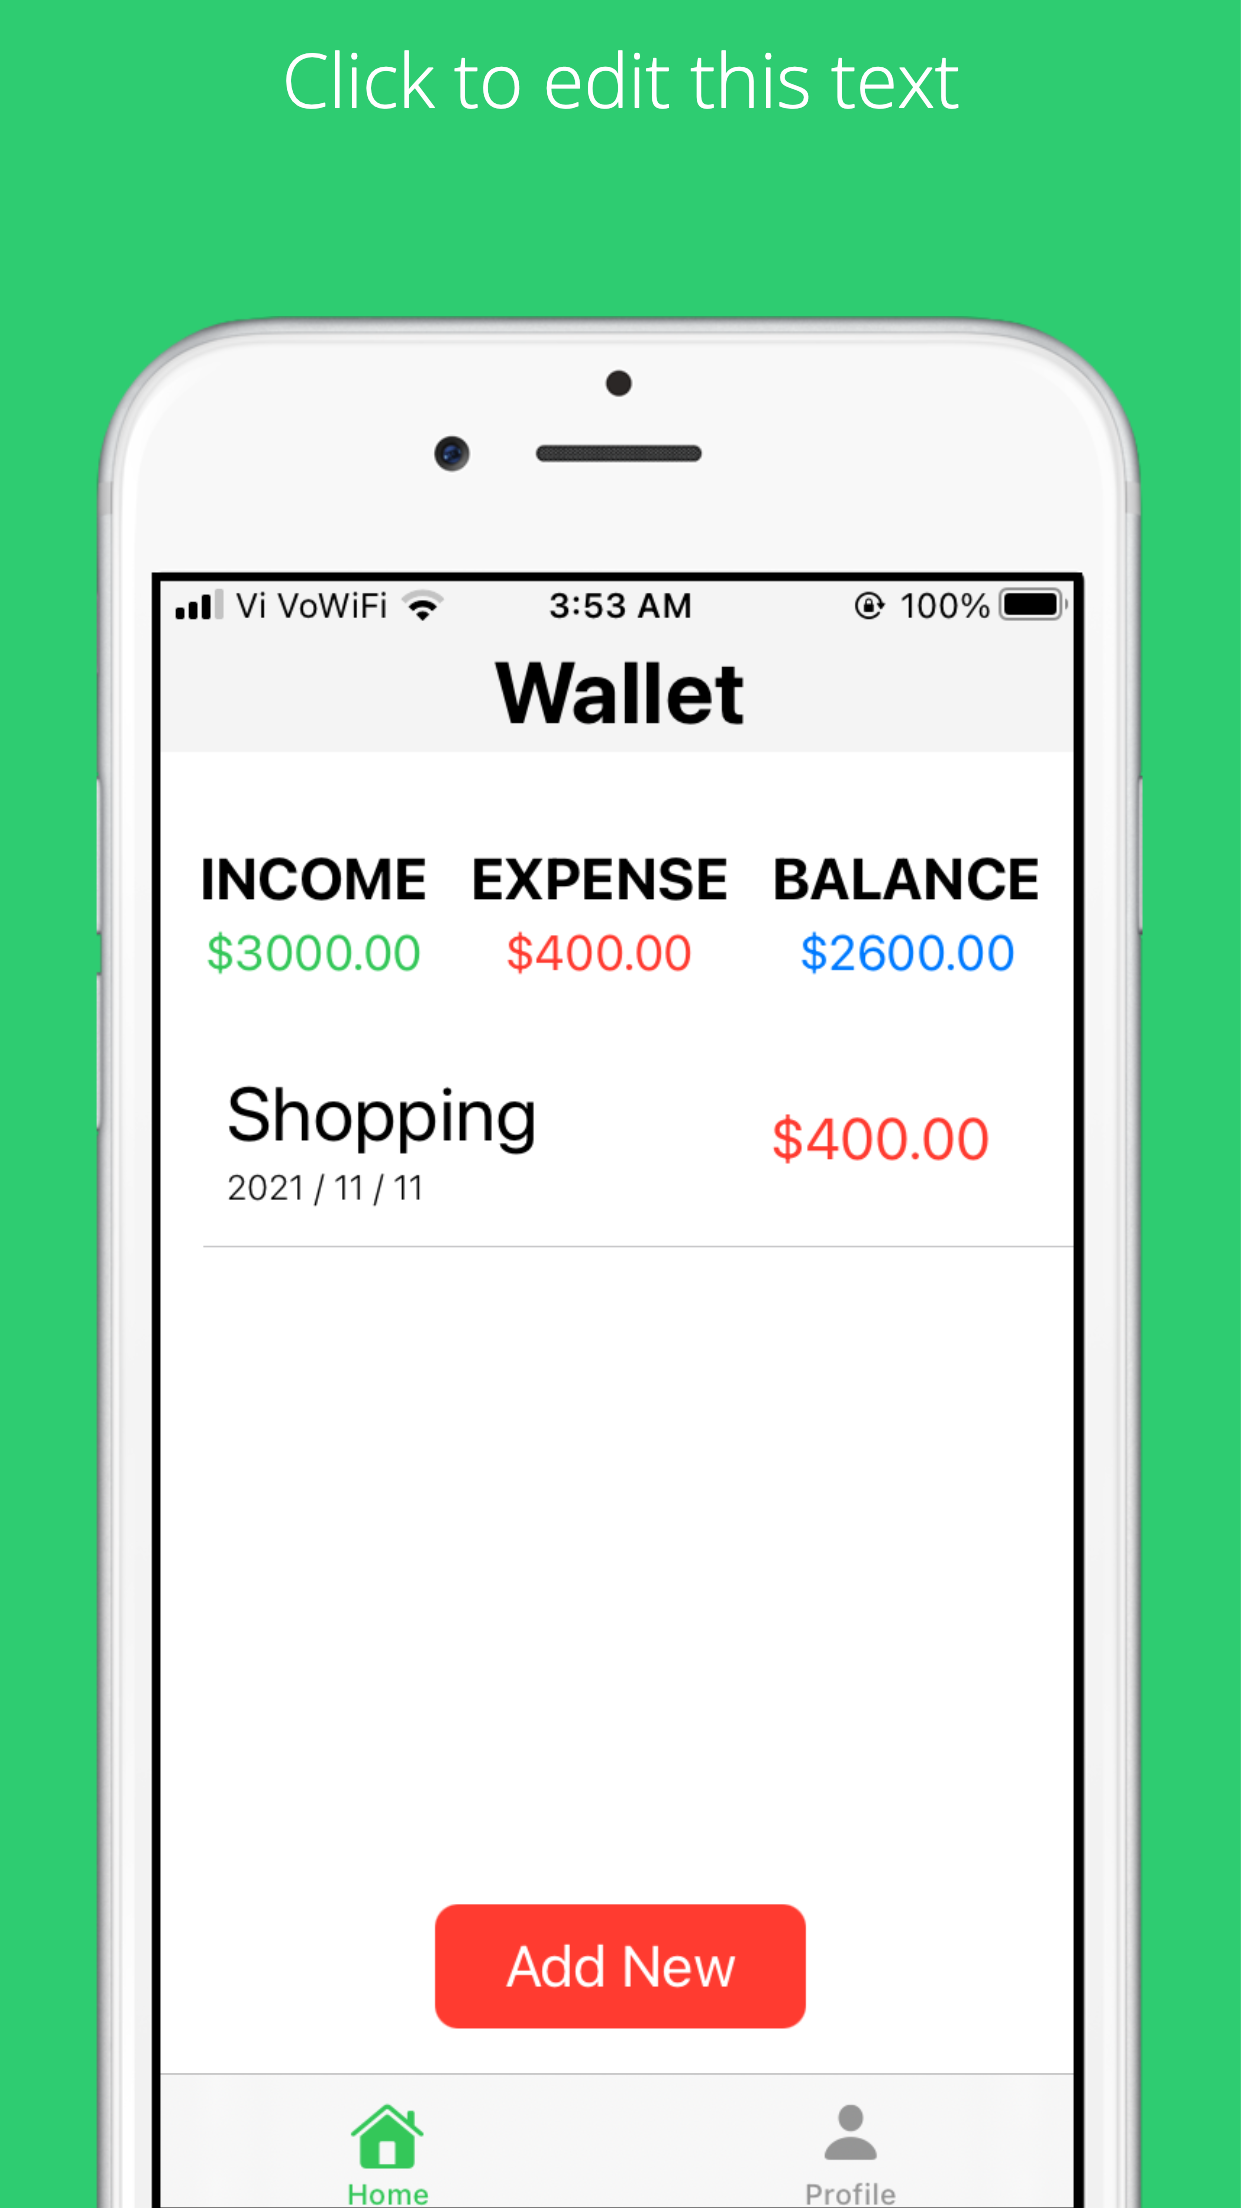 Click to edit this text
Vi VoWiFi 3:53 AM 100%
Wallet
INCOME EXPENSE BALANCE
$3000.00 $400.00 $2600.00
Shopping
$400.00
2021 / 11 / 11
Add New
Home Profile